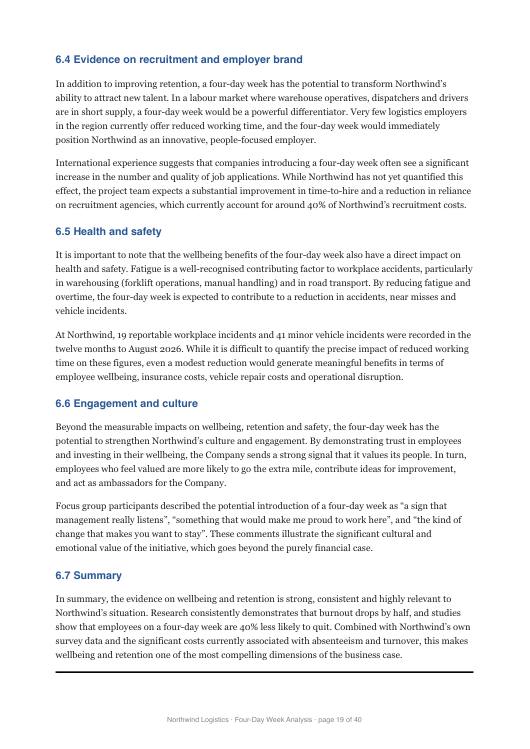 6.4 Evidence on recruitment and employer brand
In addition to improving retention, a four-day week has the potential to transform Northwind’s
ability to attract new talent. In a labour market where warehouse operatives, dispatchers and drivers
are in short supply, a four-day week would be a powerful differentiator. Very few logistics employers
in the region currently offer reduced working time, and the four-day week would immediately
position Northwind as an innovative, people-focused employer.
International experience suggests that companies introducing a four-day week often see a significant
increase in the number and quality of job applications. While Northwind has not yet quantified this
effect, the project team expects a substantial improvement in time-to-hire and a reduction in reliance
on recruitment agencies, which currently account for around 40% of Northwind’s recruitment costs.
6.5 Health and safety
It is important to note that the wellbeing benefits of the four-day week also have a direct impact on
health and safety. Fatigue is a well-recognised contributing factor to workplace accidents, particularly
in warehousing (forklift operations, manual handling) and in road transport. By reducing fatigue and
overtime, the four-day week is expected to contribute to a reduction in accidents, near misses and
vehicle incidents.
At Northwind, 19 reportable workplace incidents and 41 minor vehicle incidents were recorded in the
twelve months to August 2026. While it is difficult to quantify the precise impact of reduced working
time on these figures, even a modest reduction would generate meaningful benefits in terms of
employee wellbeing, insurance costs, vehicle repair costs and operational disruption.
6.6 Engagement and culture
Beyond the measurable impacts on wellbeing, retention and safety, the four-day week has the
potential to strengthen Northwind’s culture and engagement. By demonstrating trust in employees
and investing in their wellbeing, the Company sends a strong signal that it values its people. In turn,
employees who feel valued are more likely to go the extra mile, contribute ideas for improvement,
and act as ambassadors for the Company.
Focus group participants described the potential introduction of a four-day week as “a sign that
management really listens”, “something that would make me proud to work here”, and “the kind of
change that makes you want to stay”. These comments illustrate the significant cultural and
emotional value of the initiative, which goes beyond the purely financial case.
6.7 Summary
In summary, the evidence on wellbeing and retention is strong, consistent and highly relevant to
Northwind’s situation. Research consistently demonstrates that burnout drops by half, and studies
show that employees on a four-day week are 40% less likely to quit. Combined with Northwind’s own
survey data and the significant costs currently associated with absenteeism and turnover, this makes
wellbeing and retention one of the most compelling dimensions of the business case.
Northwind Logistics · Four-Day Week Analysis · page 19 of 40